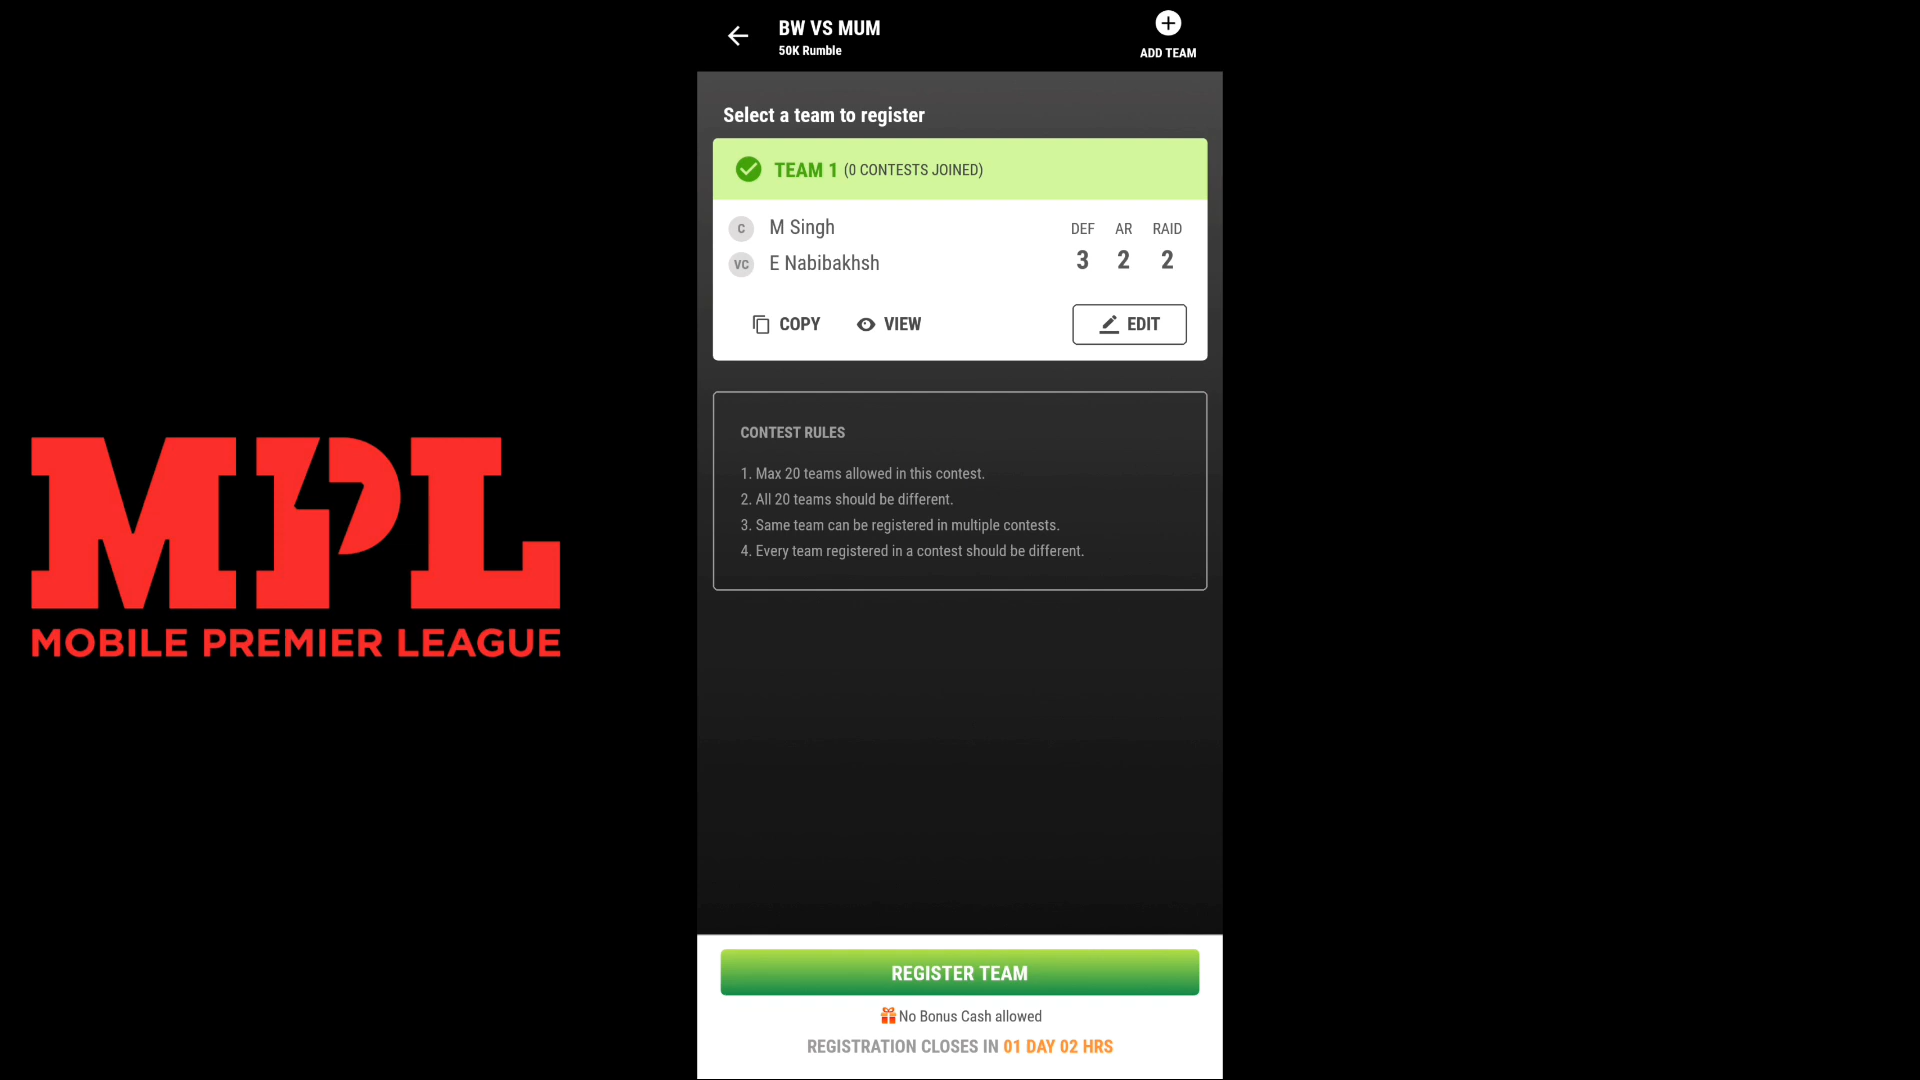 BW VS MUM
50K Rumble
ADD TEAM
Select a team to register
TEAM 1 (0 CONTESTS JOINED)
C M Singh
VC E Nabibakhsh
DEF AR RAID
3 2 2
COPY VIEW EDIT
CONTEST RULES
1. Max 20 teams allowed in this contest.
2. All 20 teams should be different.
3. Same team can be registered in multiple contests.
4. Every team registered in a contest should be different.
REGISTER TEAM
No Bonus Cash allowed
REGISTRATION CLOSES IN 01 DAY 02 HRS
MPL
MOBILE PREMIER LEAGUE